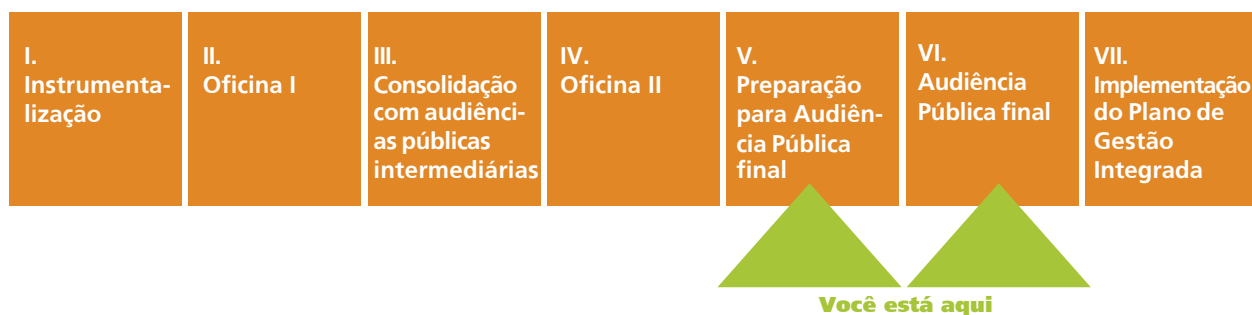 I.
Instrumenta-
lização
II.
Oficina I
III.
Consolidação
com audiênci-
as públicas
intermediárias
IV.
Oficina II
V.
Preparação
para Audiên-
cia Pública
final
VI.
Audiência
Pública final
VII.
Implementação
do Plano de
Gestão
Integrada
Você está aqui